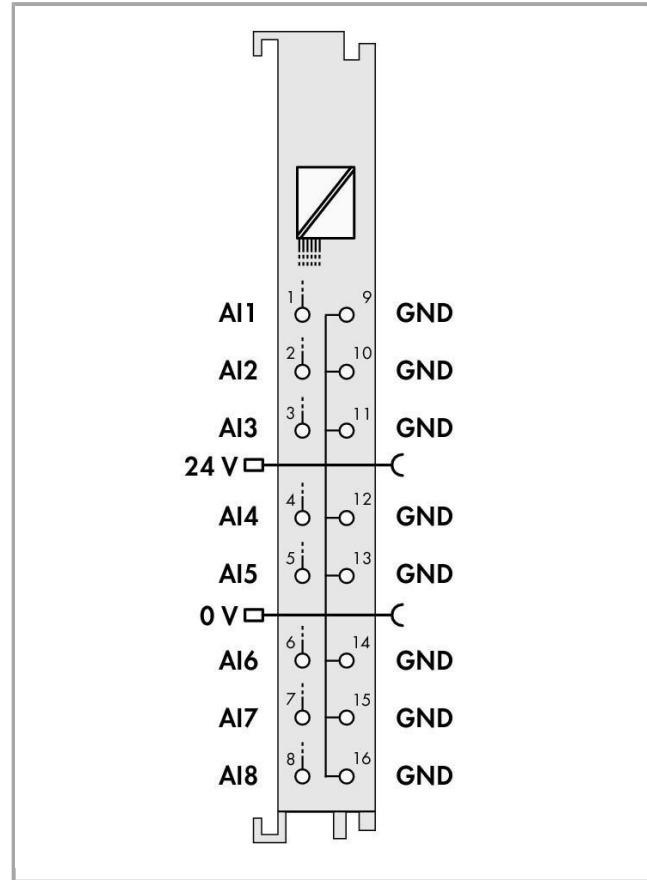 AI1 1 9 GND
AI2 2 10 GND
AI3 3 11 GND
24 V
AI4 4 12 GND
AI5 5 13 GND
0 V
AI6 6 14 GND
AI7 7 15 GND
AI8 8 16 GND